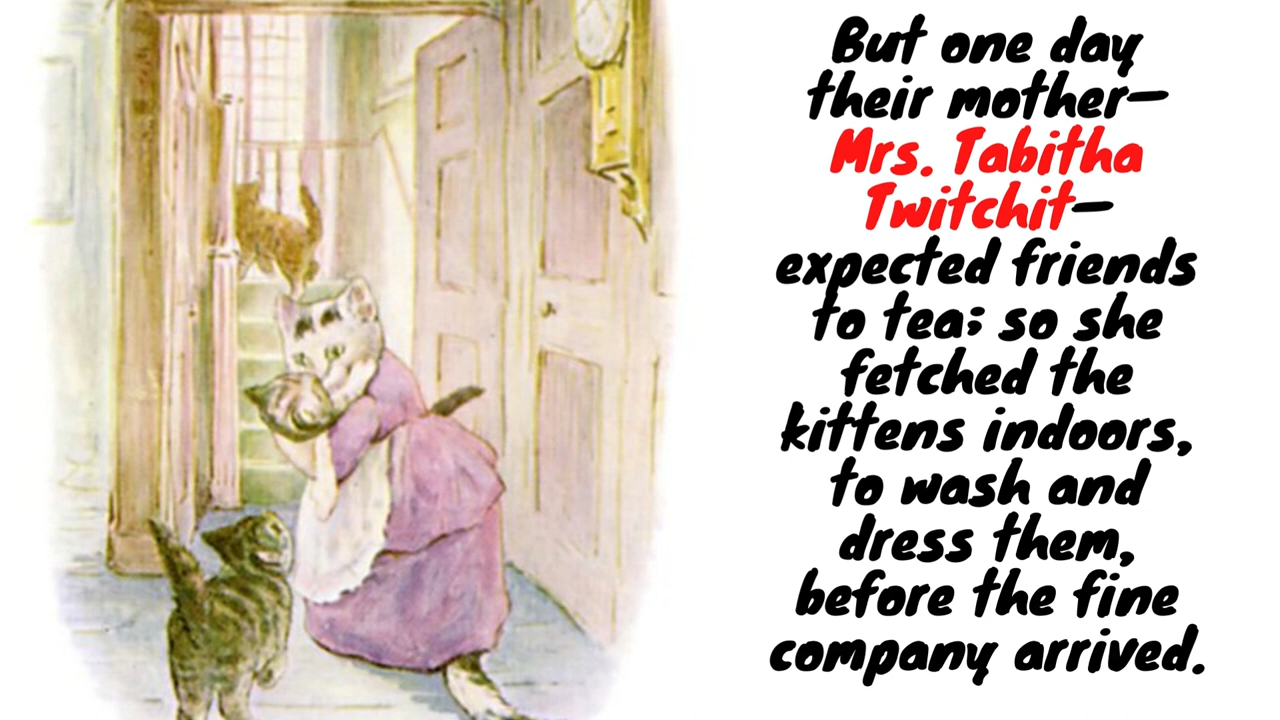 But one day
their mother—
Mrs. Tabitha
Twitchit—
expected friends
to tea; so she
fetched the
kittens indoors,
to wash and
dress them,
before the fine
company arrived.